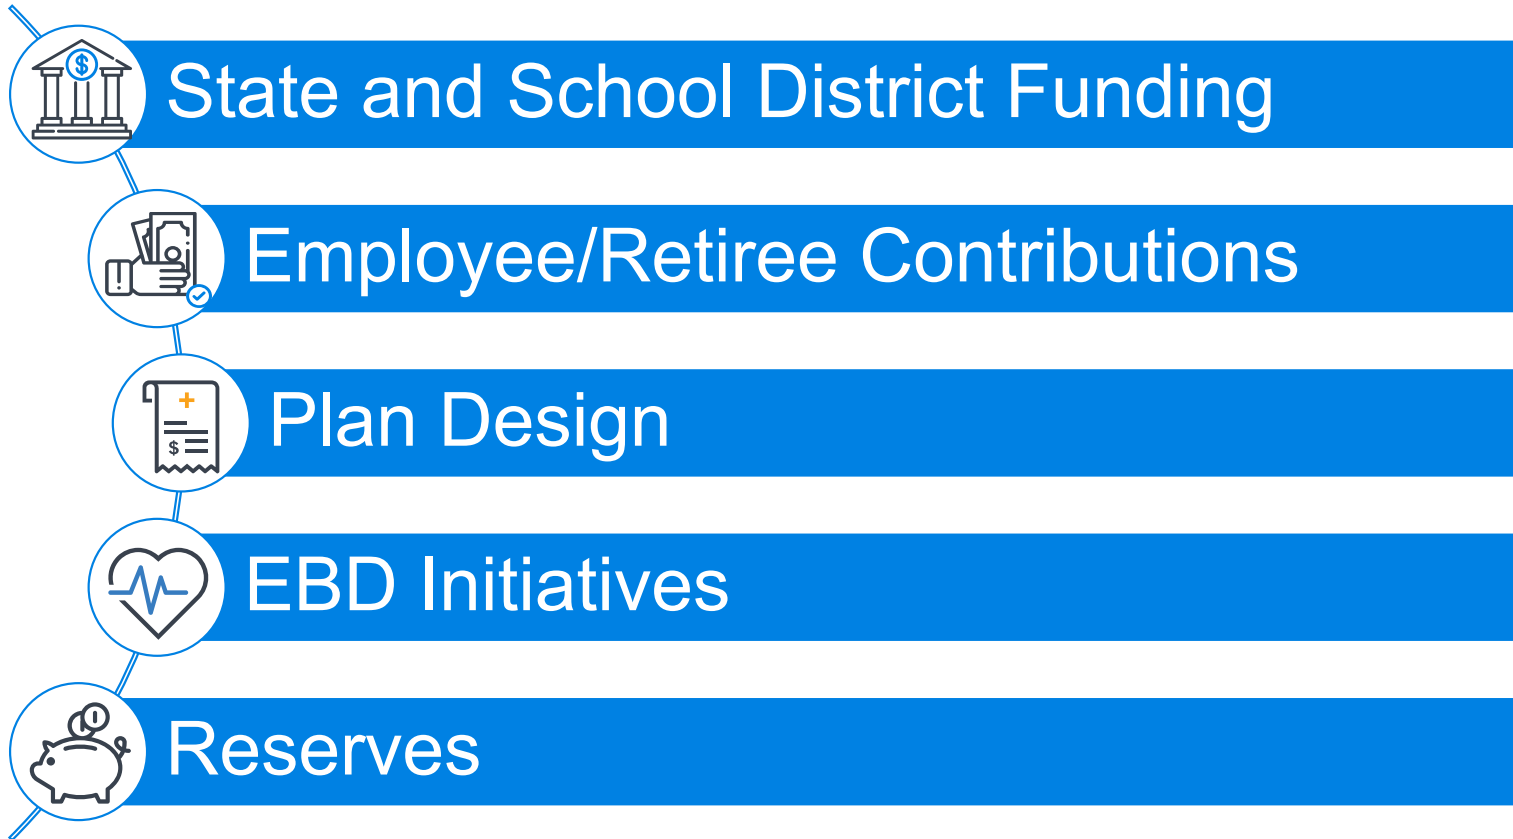 State and School District Funding
Employee/Retiree Contributions
Plan Design
EBD Initiatives
Reserves